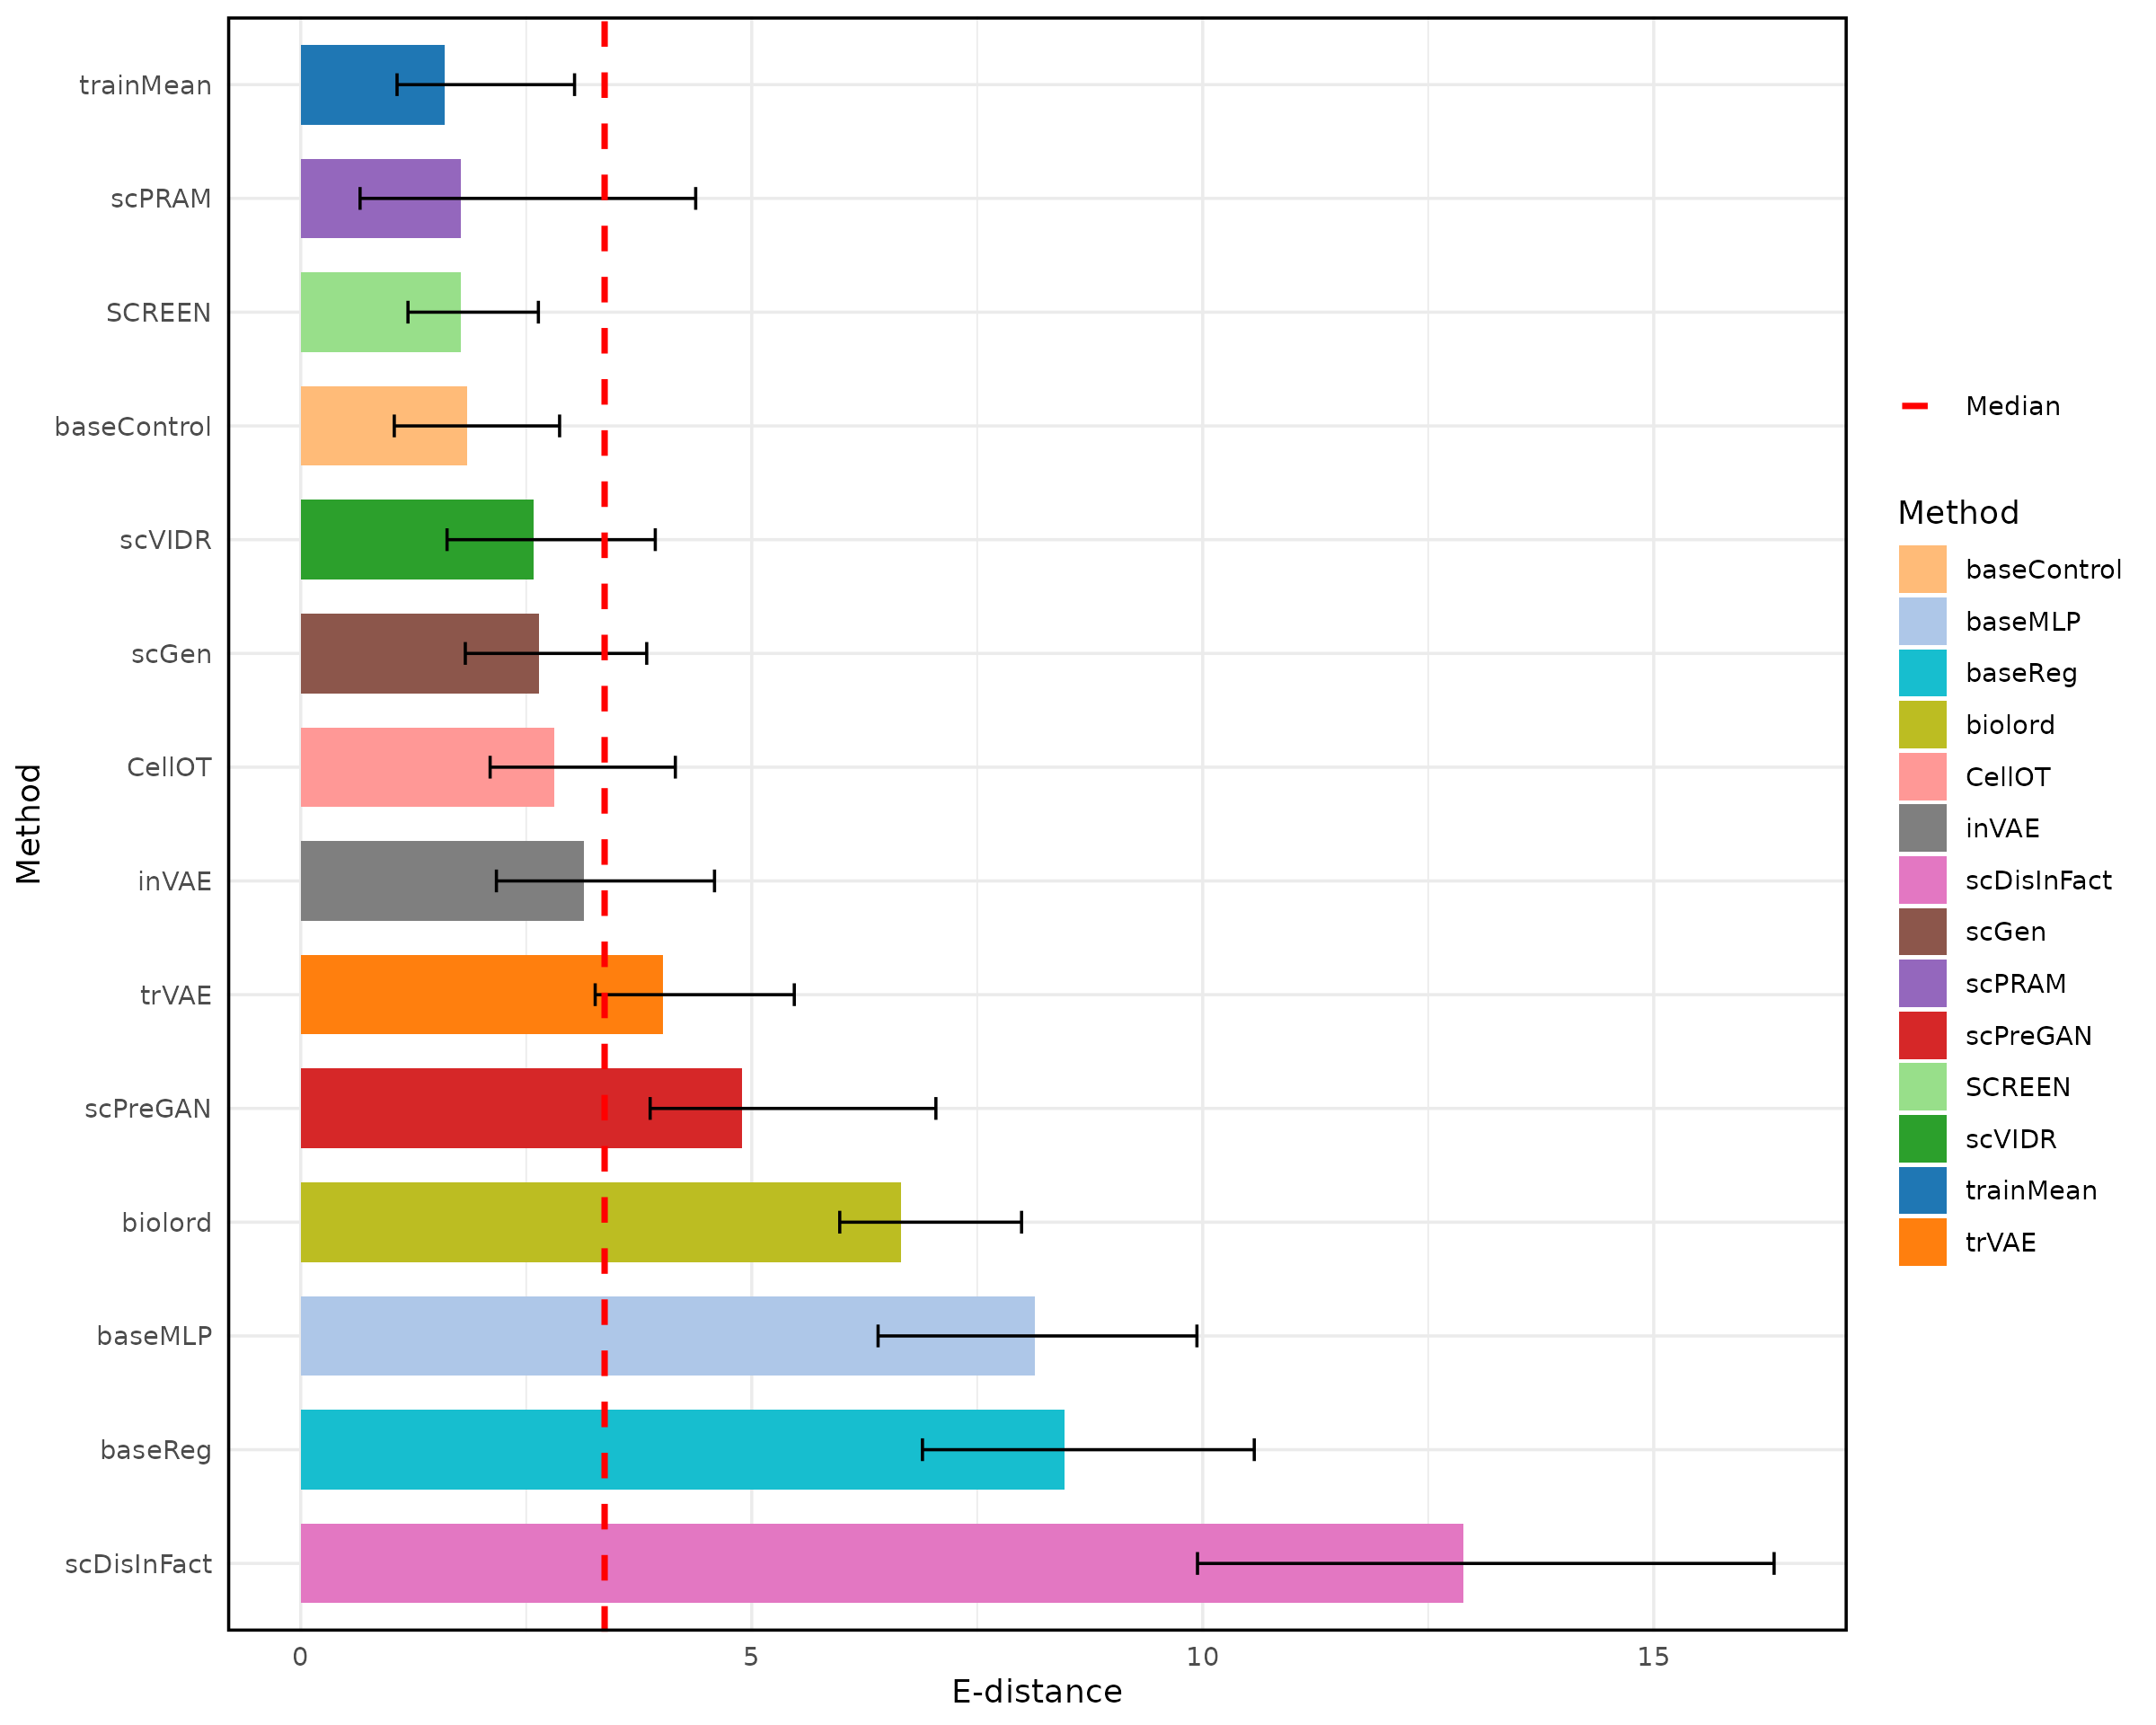 trainMean
scPRAM
SCREEN
baseControl
scVIDR
scGen
CellOT
inVAE
trVAE
scPreGAN
biolord
baseMLP
baseReg
scDisInFact
Method
0 5 10 15
E-distance
Median
Method
baseControl
baseMLP
baseReg
biolord
CellOT
inVAE
scDisInFact
scGen
scPRAM
scPreGAN
SCREEN
scVIDR
trainMean
trVAE